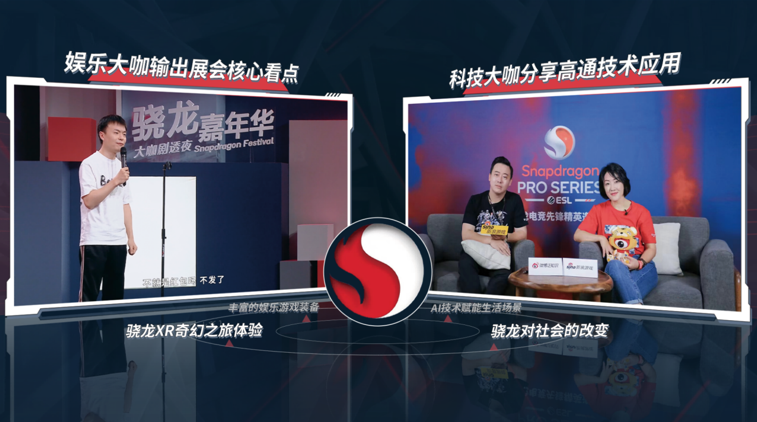 娱乐大咖输出展会核心看点
科技大咖分享高通技术应用
骁龙嘉年华
大咖剧透夜 Snapdragon Festival
Snapdragon
PRO SERIES
ESL
电竞先锋精英
不发了
丰富的娱乐游戏装备
AI技术赋能生活场景
骁龙XR奇幻之旅体验
骁龙对社会的改变